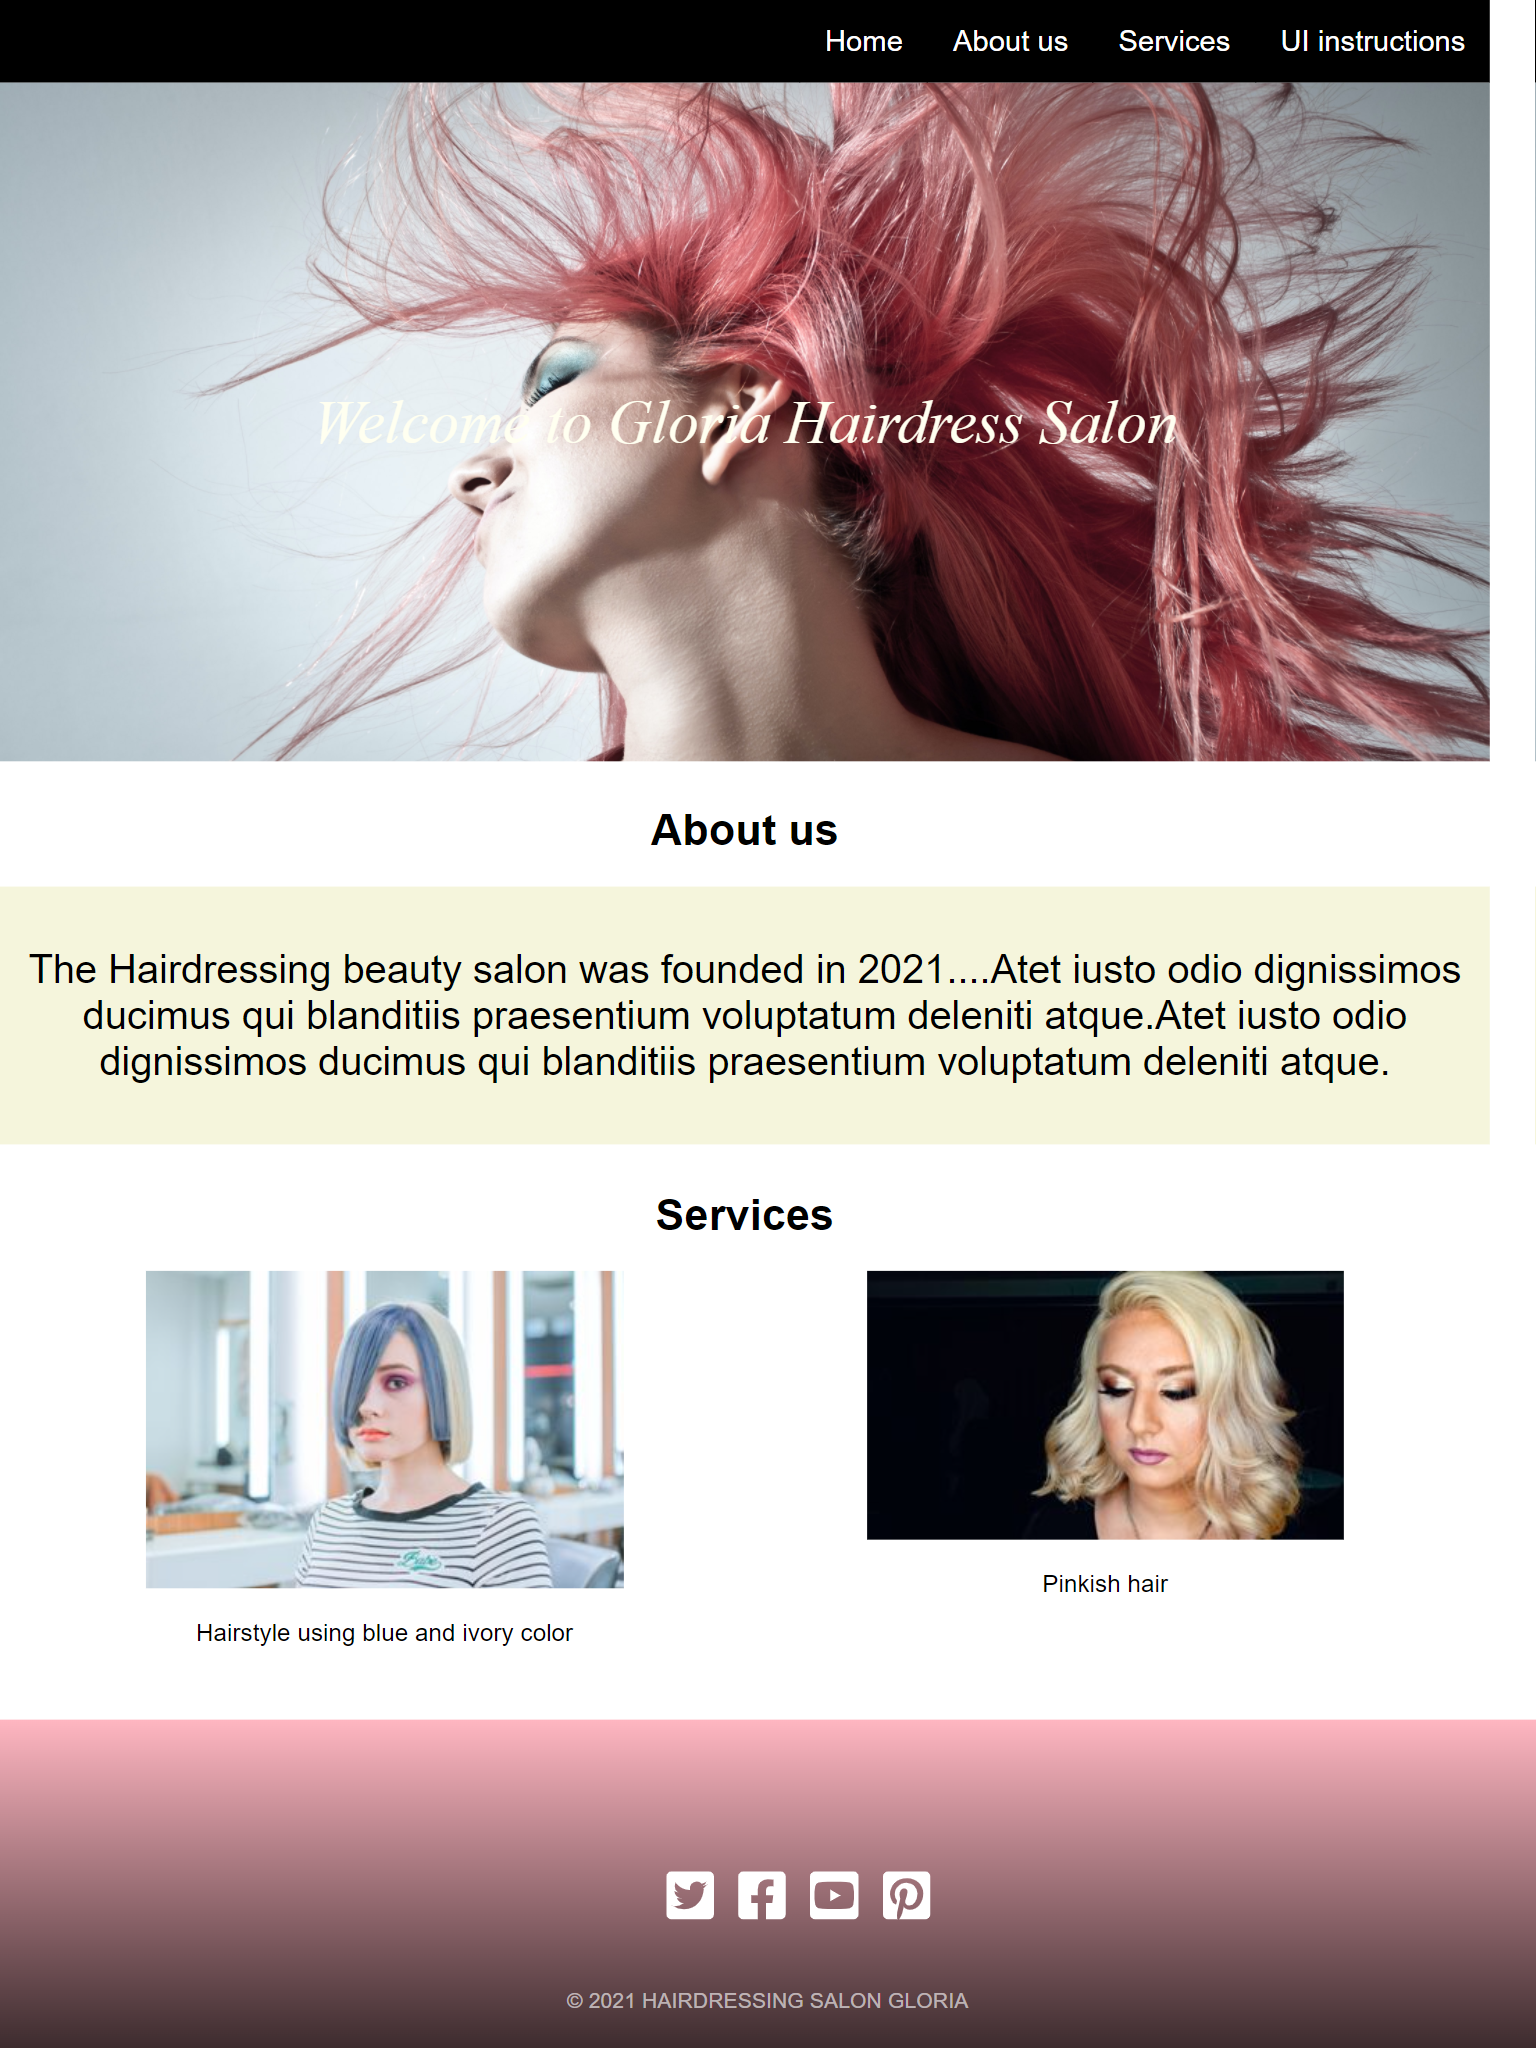 Home About us Services UI instructions
Welcome to Gloria Hairdress Salon
About us
The Hairdressing beauty salon was founded in 2021....Atet iusto odio dignissimos
ducimus qui blanditiis praesentium voluptatum deleniti atque.Atet iusto odio
dignissimos ducimus qui blanditiis praesentium voluptatum deleniti atque.
Services
Babe
Hairstyle using blue and ivory color
Pinkish hair
© 2021 HAIRDRESSING SALON GLORIA